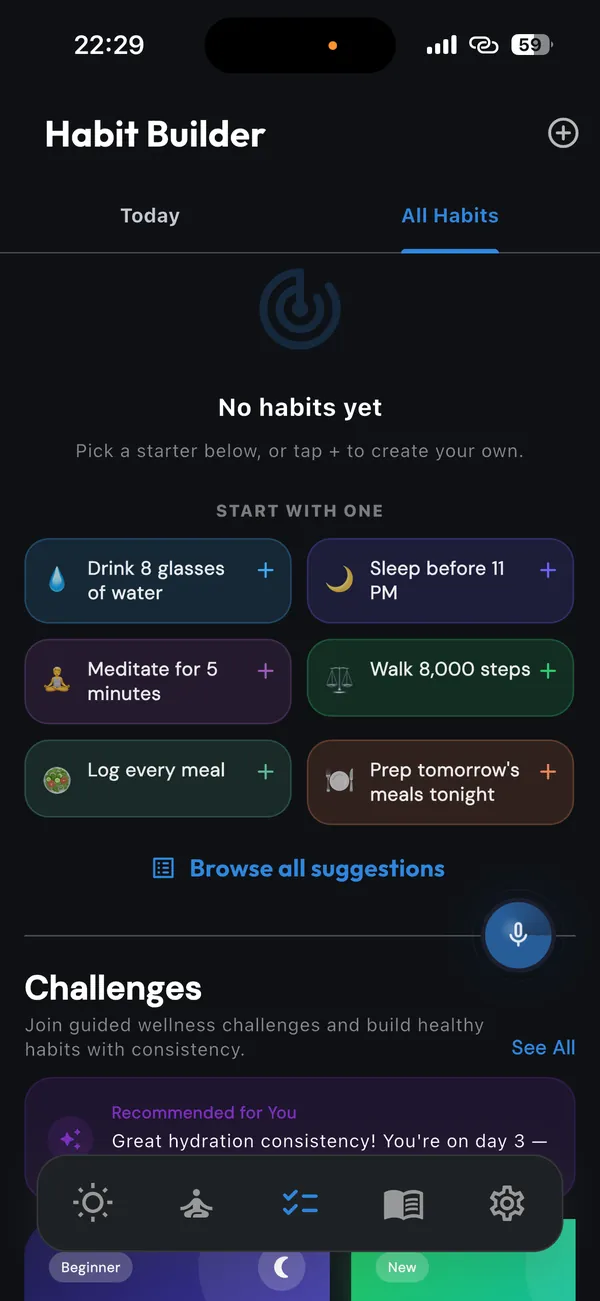 22:29
59
Habit Builder
Today
All Habits
No habits yet
Pick a starter below, or tap + to create your own.
START WITH ONE
Drink 8 glasses
of water
+
Sleep before 11
PM
+
Meditate for 5
minutes
+
Walk 8,000 steps
+
Log every meal
+
Prep tomorrow's
meals tonight
+
Browse all suggestions
Challenges
Join guided wellness challenges and build healthy
habits with consistency.
See All
Recommended for You
Great hydration consistency! You're on day 3 —
Beginner
New